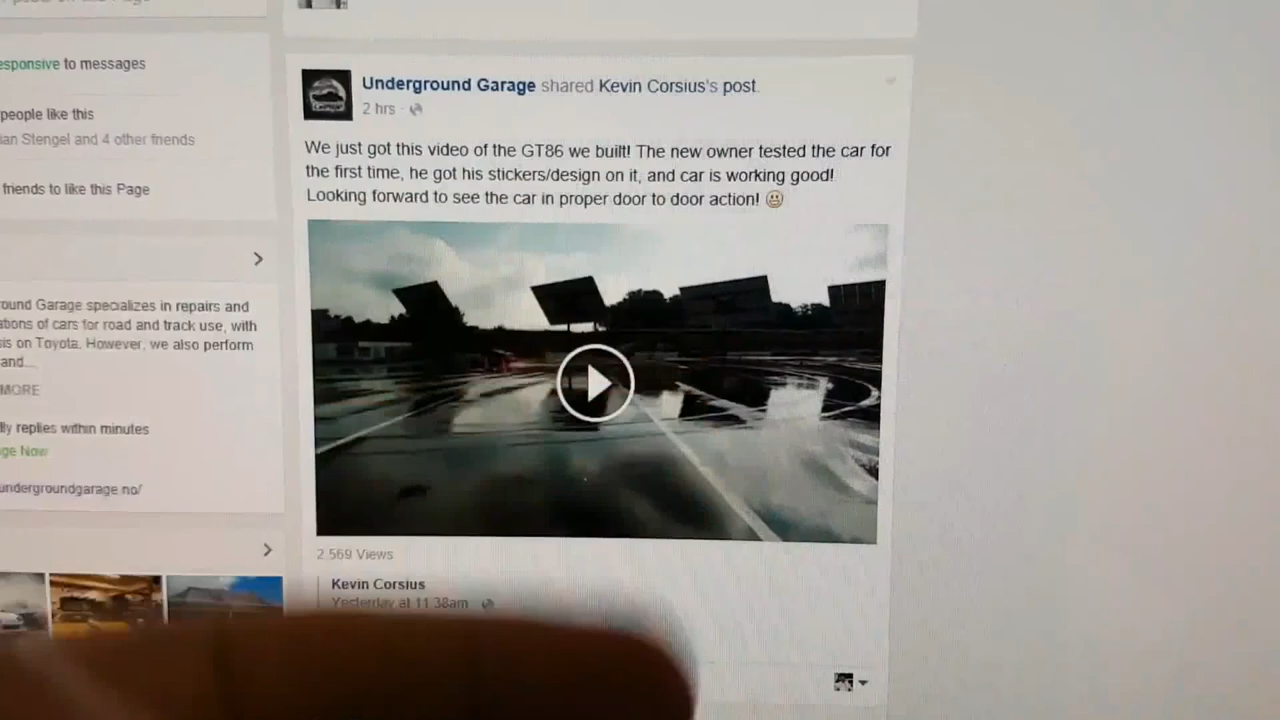 esponsive to messages
people like this
ian Stengel and 4 other friends
friends to like this Page
ound Garage specializes in repairs and
ations of cars for road and track use, with
sis on Toyota. However, we also perform
and...
MORE
lly replies within minutes
ge Now
undergroundgarage.no/
Underground Garage shared Kevin Corsius's post.
2 hrs ·
We just got this video of the GT86 we built! The new owner tested the car for
the first time, he got his stickers/design on it, and car is working good!
Looking forward to see the car in proper door to door action! 😃
2 569 Views
Kevin Corsius
Yesterday at 11:38am ·